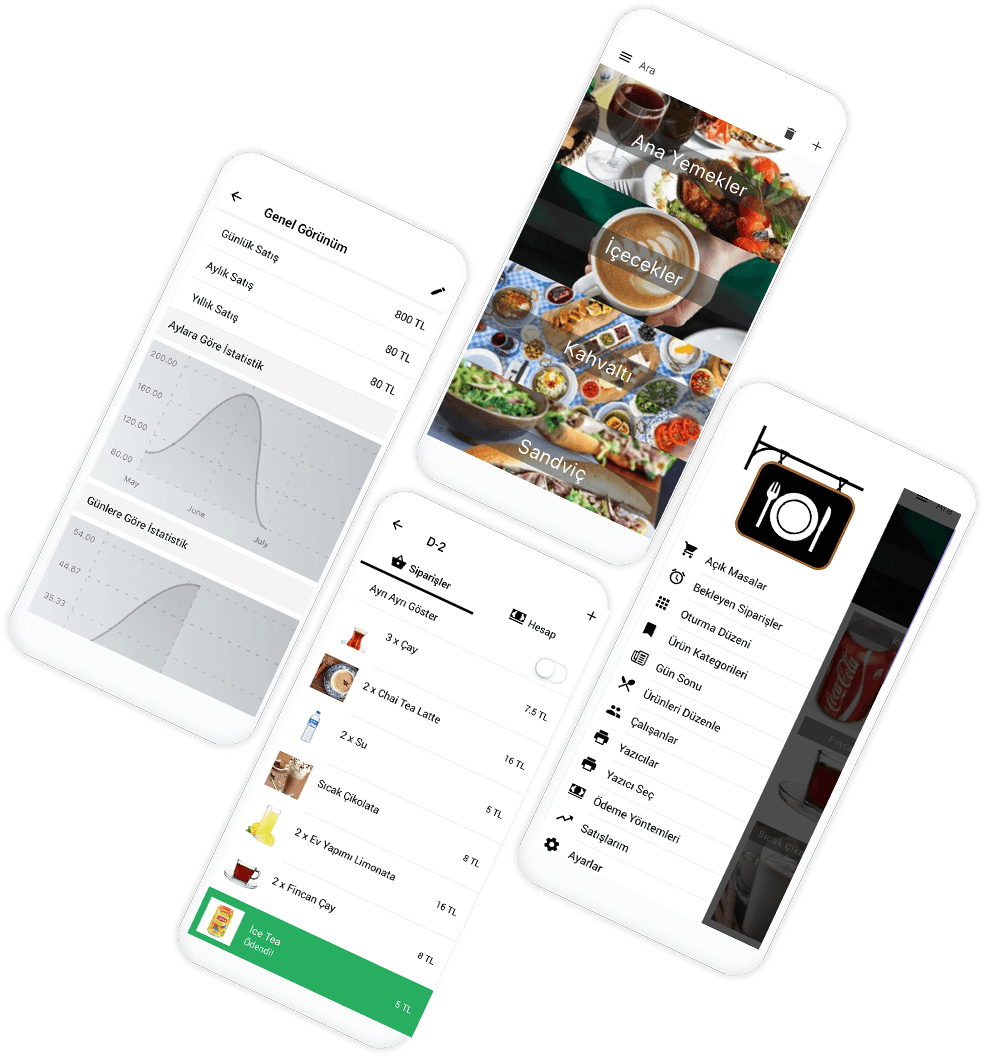 Ara
Ana Yemekler
İçecekler
Kahvaltı
Sandviç
Genel Görünüm
Günlük Satış
800 TL
Aylık Satış
80 TL
Yıllık Satış
80 TL
Aylara Göre İstatistik
200.00
160.00
120.00
80.00
May
June
July
Günlere Göre İstatistik
54.00
44.67
35.33
D-2
Siparişler
Hesap
Ayrı Ayrı Göster
3 x Çay
7.5 TL
2 x Chai Tea Latte
16 TL
2 x Su
5 TL
Sıcak Çikolata
8 TL
2 x Ev Yapımı Limonata
16 TL
2 x Fincan Çay
8 TL
Ice Tea
Ödendi!
5 TL
Açık Masalar
Bekleyen Siparişler
Oturma Düzeni
Ürün Kategorileri
Gün Sonu
Ürünleri Düzenle
Çalışanlar
Yazıcılar
Yazıcı Seç
Ödeme Yöntemleri
Satışlarım
Ayarlar
Ara
Coca-Cola